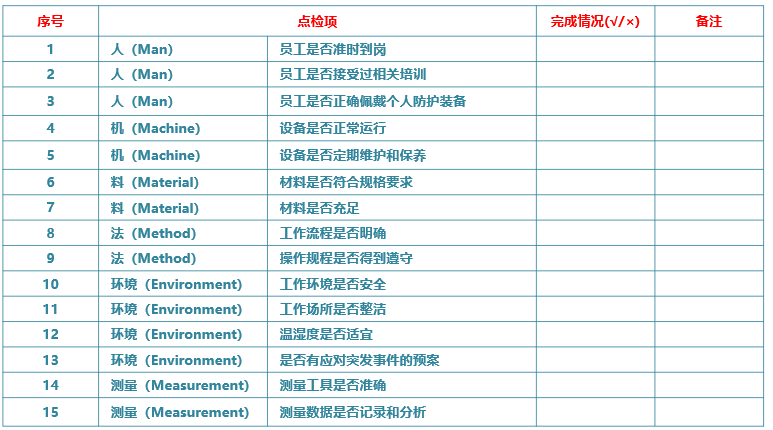 序号 点检项 完成情况(√/×) 备注
1 人（Man） 员工是否准时到岗
2 人（Man） 员工是否接受过相关培训
3 人（Man） 员工是否正确佩戴个人防护装备
4 机（Machine) 设备是否正常运行
5 机（Machine) 设备是否定期维护和保养
6 料（Material) 材料是否符合规格要求
7 料（Material) 材料是否充足
8 法（Method） 工作流程是否明确
9 法（Method） 操作规程是否得到遵守
10 环境（Environment) 工作环境是否安全
11 环境（Environment) 工作场所是否整洁
12 环境（Environment) 温湿度是否适宜
13 环境（Environment) 是否有应对突发事件的预案
14 测量（Measurement) 测量工具是否准确
15 测量（Measurement) 测量数据是否记录和分析